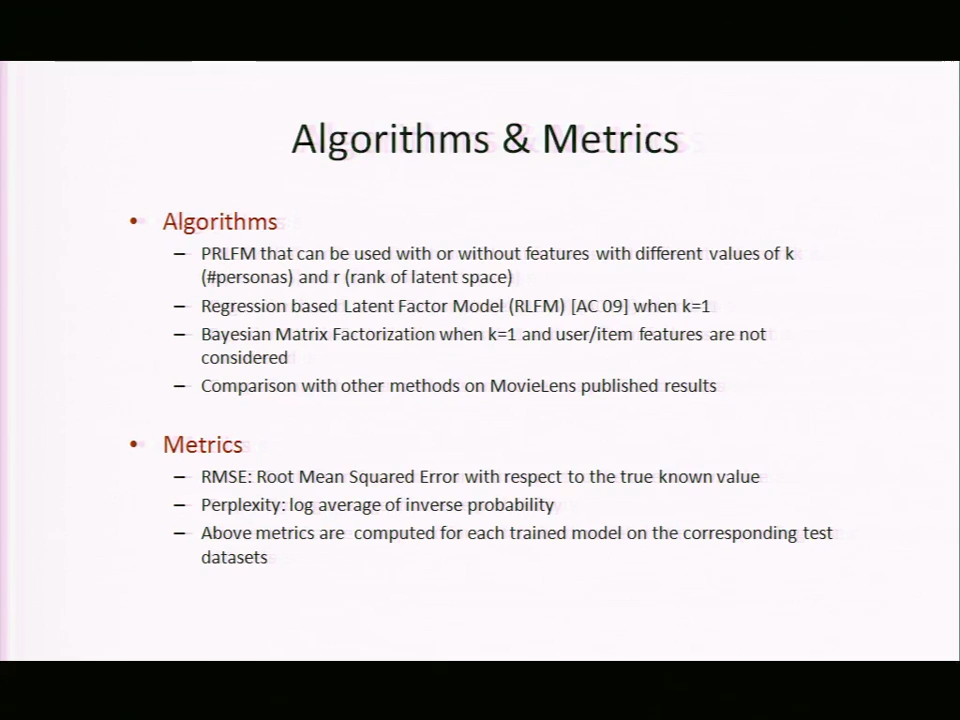 Algorithms & Metrics
• Algorithms
– PRLFM that can be used with or without features with different values of k
(#personas) and r (rank of latent space)
– Regression based Latent Factor Model (RLFM) [AC 09] when k=1
– Bayesian Matrix Factorization when k=1 and user/item features are not
considered
– Comparison with other methods on MovieLens published results
• Metrics
– RMSE: Root Mean Squared Error with respect to the true known value
– Perplexity: log average of inverse probability
– Above metrics are computed for each trained model on the corresponding test
datasets